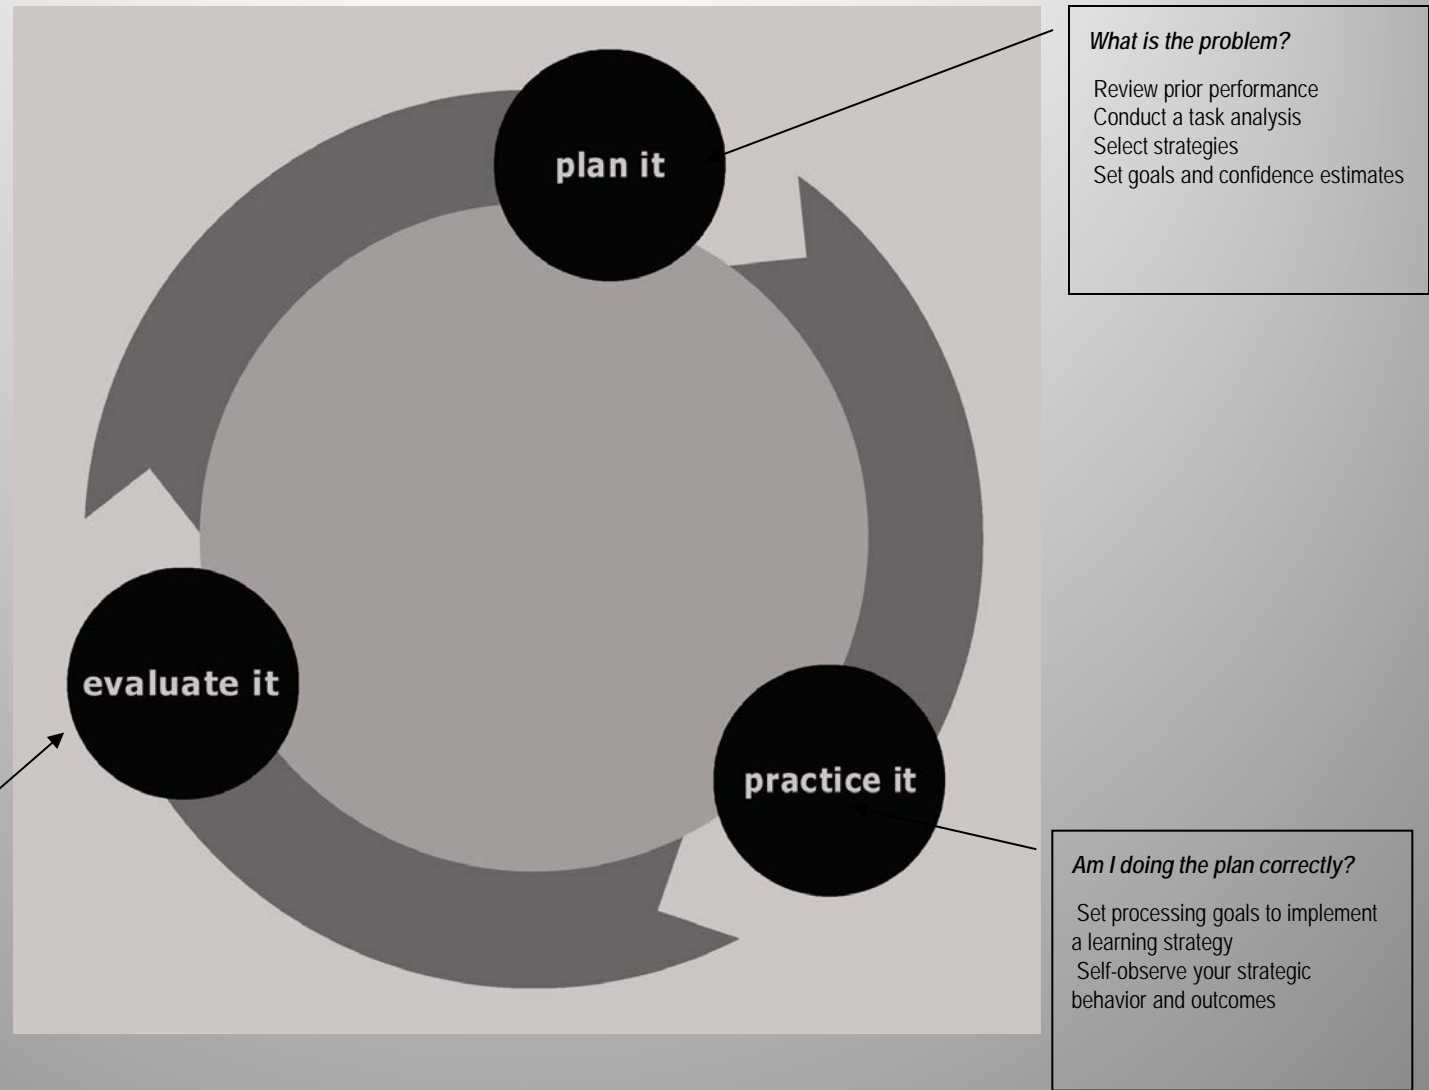 What is the problem?
Review prior performance
Conduct a task analysis
Select strategies
Set goals and confidence estimates
plan it
evaluate it
practice it
Am I doing the plan correctly?
Set processing goals to implement
a learning strategy
Self-observe your strategic
behavior and outcomes